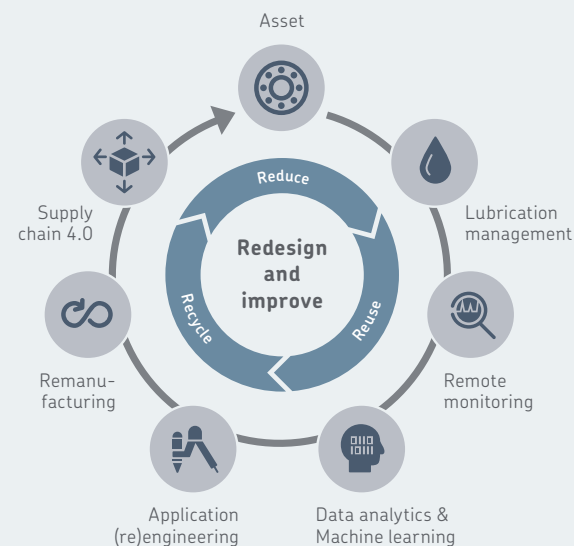 Asset
Lubrication
management
Remote
monitoring
Data analytics &
Machine learning
Application
(re)engineering
Remanu-
facturing
Supply
chain 4.0
Reduce
Reuse
Recycle
Redesign
and
improve